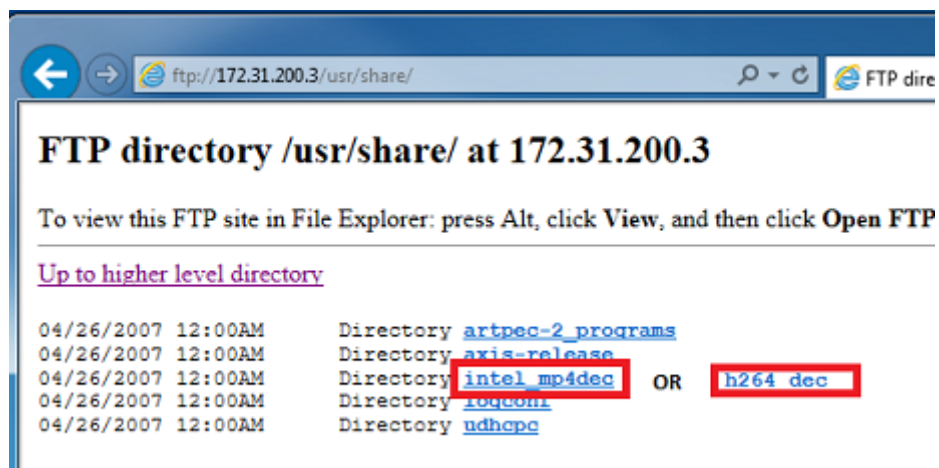 ftp://172.31.200.3/usr/share/ FTP dire
FTP directory /usr/share/ at 172.31.200.3
To view this FTP site in File Explorer: press Alt, click View, and then click Open FTP
Up to higher level directory
04/26/2007 12:00AM Directory artpec-2_programs
04/26/2007 12:00AM Directory axis-release
04/26/2007 12:00AM Directory intel_mp4dec OR h264 dec
04/26/2007 12:00AM Directory logconf
04/26/2007 12:00AM Directory udhcpc